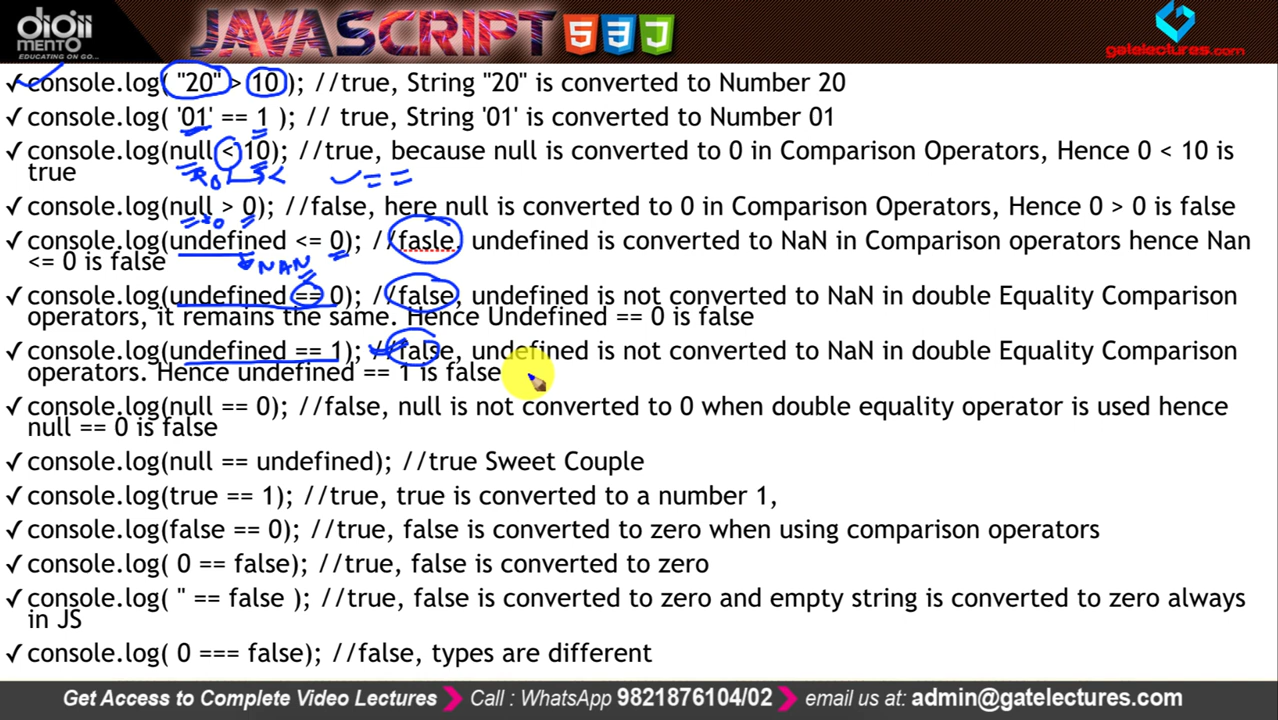 digii
MENTO
EDUCATING ON GO...
JAVASCRIPT
5 3 J
gatelectures.com
✓console.log( "20" > 10 ); //true, String "20" is converted to Number 20
✓console.log( '01' == 1 ); // true, String '01' is converted to Number 01
✓console.log(null < 10); //true, because null is converted to 0 in Comparison Operators, Hence 0 < 10 is
true
✓console.log(null > 0); //false, here null is converted to 0 in Comparison Operators, Hence 0 > 0 is false
✓console.log(undefined <= 0); //fasle. undefined is converted to NaN in Comparison operators hence Nan
<= 0 is false
NAN
✓console.log(undefined == 0); //false, undefined is not converted to NaN in double Equality Comparison
operators, it remains the same. Hence Undefined == 0 is false
✓console.log(undefined == 1); //false, undefined is not converted to NaN in double Equality Comparison
operators. Hence undefined == 1 is false
✓console.log(null == 0); //false, null is not converted to 0 when double equality operator is used hence
null == 0 is false
✓console.log(null == undefined); //true Sweet Couple
✓console.log(true == 1); //true, true is converted to a number 1,
✓console.log(false == 0); //true, false is converted to zero when using comparison operators
✓console.log( 0 == false); //true, false is converted to zero
✓console.log( '' == false ); //true, false is converted to zero and empty string is converted to zero always
in JS
✓console.log( 0 === false); //false, types are different
Get Access to Complete Video Lectures | Call : WhatsApp 9821876104/02 | email us at: admin@gatelectures.com